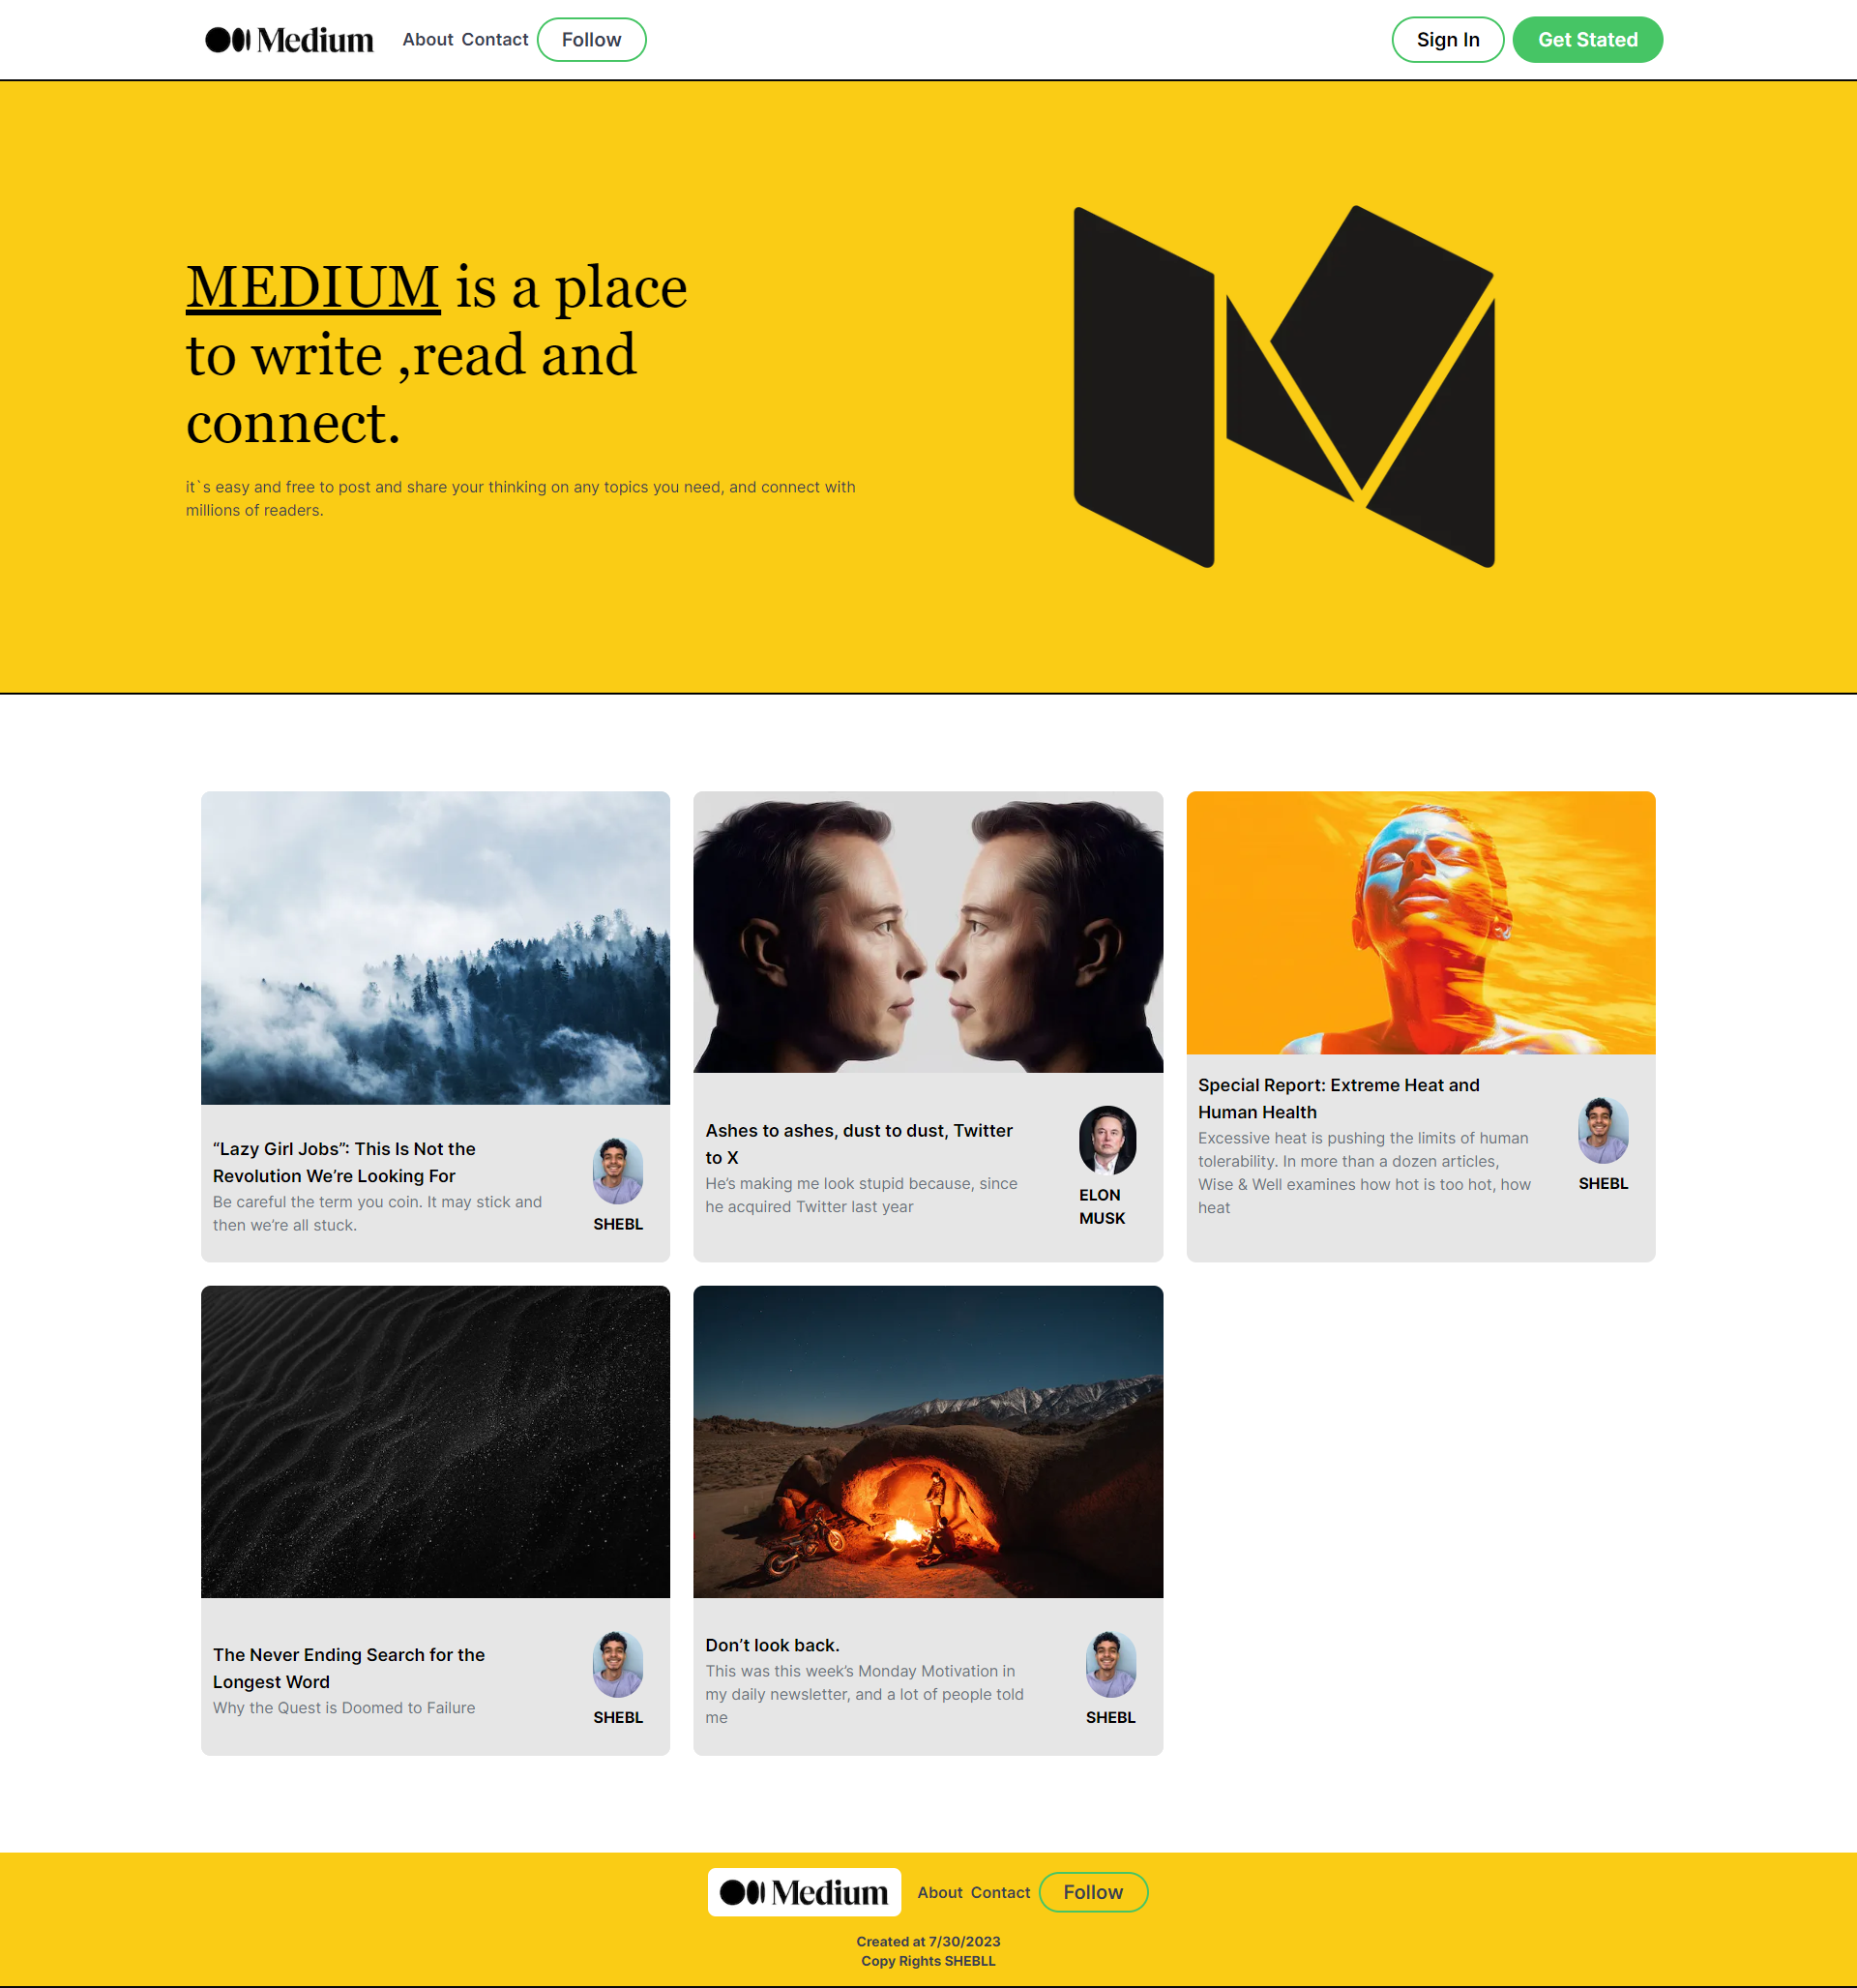 Medium About Contact Follow Sign In Get Stated
MEDIUM is a place
to write ,read and
connect.
it`s easy and free to post and share your thinking on any topics you need, and connect with
millions of readers.
“Lazy Girl Jobs”: This Is Not the
Revolution We’re Looking For
Be careful the term you coin. It may stick and
then we’re all stuck.
SHEBL
Ashes to ashes, dust to dust, Twitter
to X
He’s making me look stupid because, since
he acquired Twitter last year
ELON
MUSK
Special Report: Extreme Heat and
Human Health
Excessive heat is pushing the limits of human
tolerability. In more than a dozen articles,
Wise & Well examines how hot is too hot, how
heat
SHEBL
The Never Ending Search for the
Longest Word
Why the Quest is Doomed to Failure
SHEBL
Don’t look back.
This was this week’s Monday Motivation in
my daily newsletter, and a lot of people told
me
SHEBL
Medium About Contact Follow
Created at 7/30/2023
Copy Rights SHEBLL